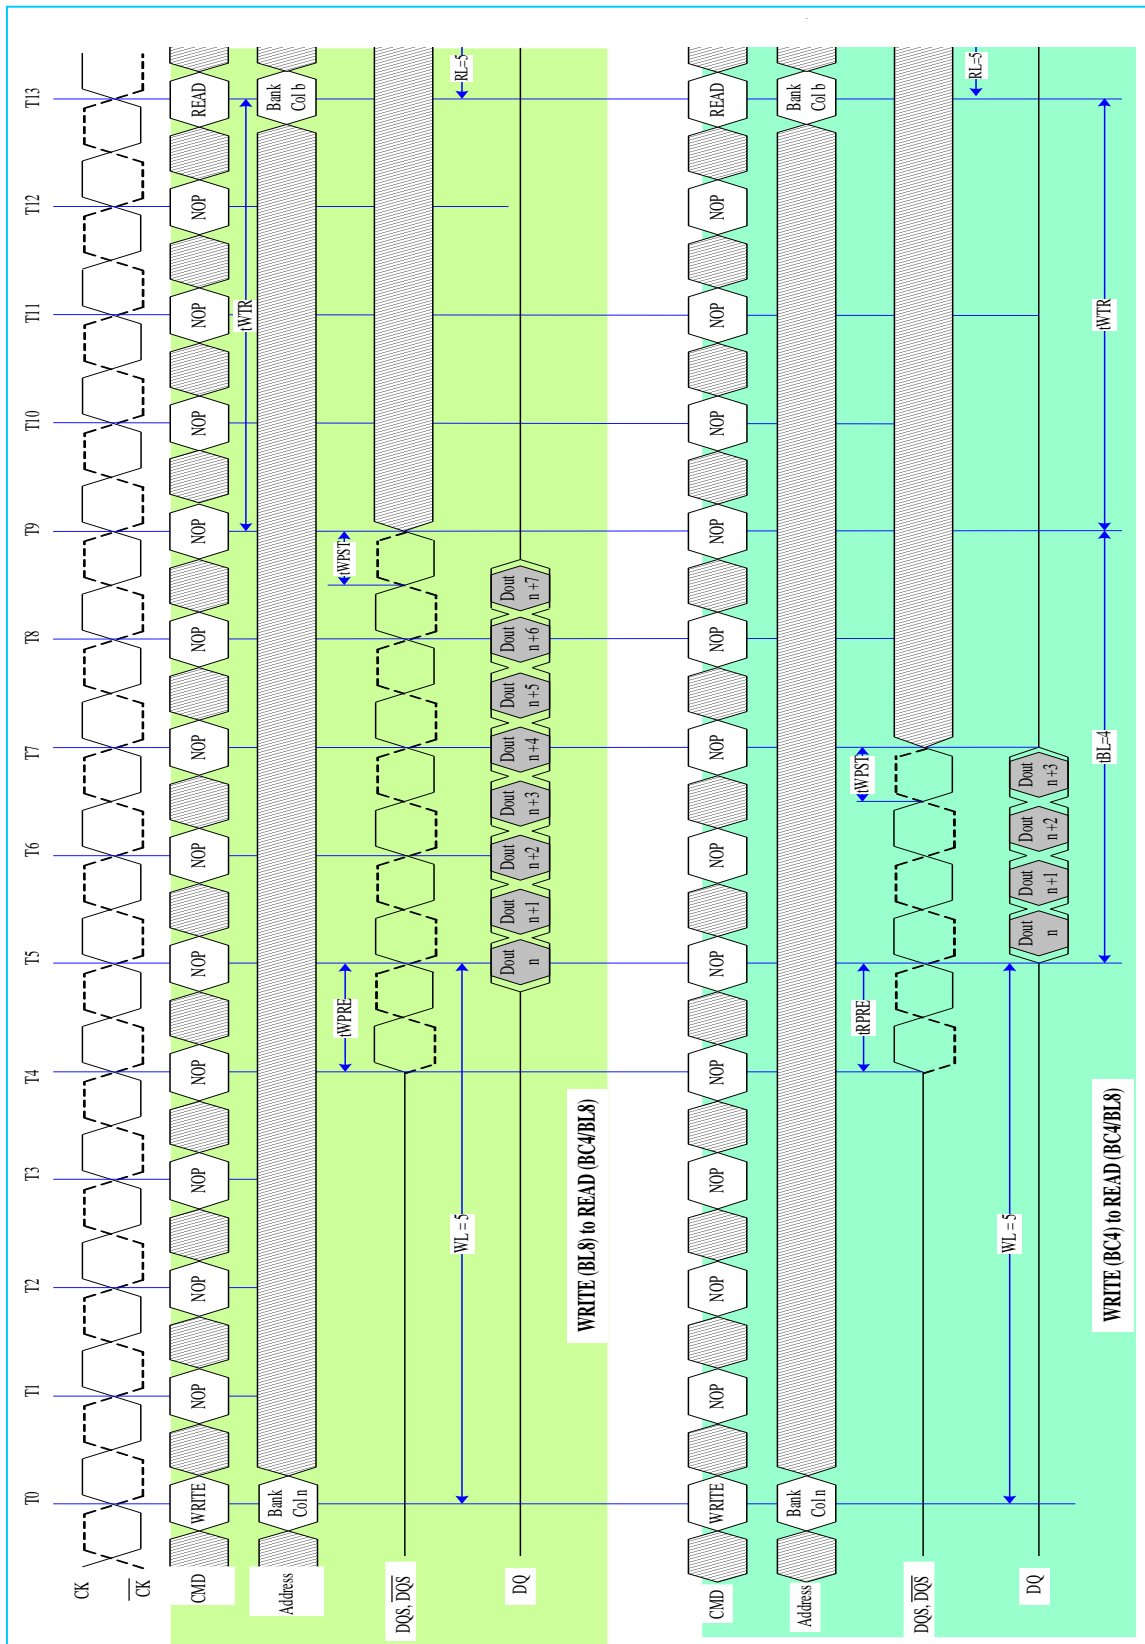 T0 T1 T2 T3 T4 T5 T6 T7 T8 T9 T10 T11 T12 T13
CK
CK
CMD WRITE NOP NOP NOP NOP NOP NOP NOP NOP NOP NOP NOP NOP READ
tWTR
Address Bank Bank
Col n Col b
tWPRE tWPST
DQS, DQS
WL = 5 RL=5
DQ Dout Dout Dout Dout Dout Dout Dout Dout
n n+1 n+2 n+3 n+4 n+5 n+6 n+7
WRITE (BL8) to READ (BC4/BL8)
CMD WRITE NOP NOP NOP NOP NOP NOP NOP NOP NOP NOP NOP NOP READ
Address Bank Bank
Col n Col b
tRPRE tWPST
DQS, DQS
RL=5
WL = 5
DQ Dout Dout Dout Dout
n n+1 n+2 n+3
tBL=4 tWTR
WRITE (BC4) to READ (BC4/BL8)